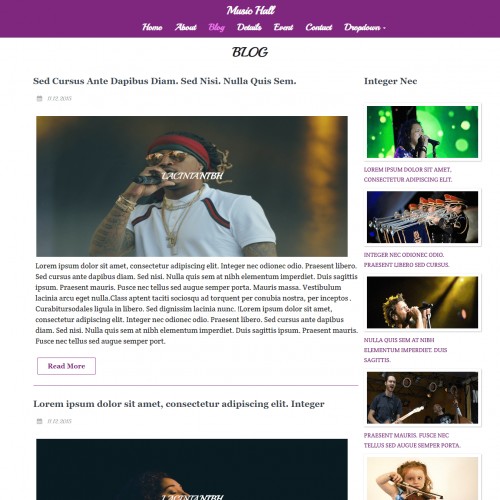 Music Hall
Home About Blog Details Event Contact Dropdown
BLOG
Sed Cursus Ante Dapibus Diam. Sed Nisi. Nulla Quis Sem.
11 12, 2015
LACINIANIBH
Lorem ipsum dolor sit amet, consectetur adipiscing elit. Integer nec odionec odio. Praesent libero.
Sed cursus ante dapibus diam. Sed nisi. Nulla quis sem at nibh elementum imperdiet. Duis sagittis
ipsum. Praesent mauris. Fusce nec tellus sed augue semper porta. Mauris massa. Vestibulum
lacinia arcu eget nulla.Class aptent taciti sociosqu ad torquent per conubia nostra, per inceptos .
Curabitursodales ligula in libero. Sed dignissim lacinia nunc. !Lorem ipsum dolor sit amet,
consectetur adipiscing elit. Integer nec odionec odio. Praesent libero. Sed cursus ante dapibus
diam. Sed nisi. Nulla quis sem at nibh elementum imperdiet. Duis sagittis ipsum. Praesent mauris.
Fusce nec tellus sed augue semper porta.
Read More
Lorem ipsum dolor sit amet, consectetur adipiscing elit. Integer
11 12, 2015
LACINIANIBH
Integer Nec
LOREM IPSUM DOLOR SIT AMET,
CONSECTETUR ADIPISCING ELIT.
INTEGER NEC ODIONEC ODIO.
PRAESENT LIBERO SED CURSUS.
NULLA QUIS SEM AT NIBH
ELEMENTUM IMPERDIET. DUIS
SAGITTIS.
PRAESENT MAURIS. FUSCE NEC
TELLUS SED AUGUE SEMPER PORTA.